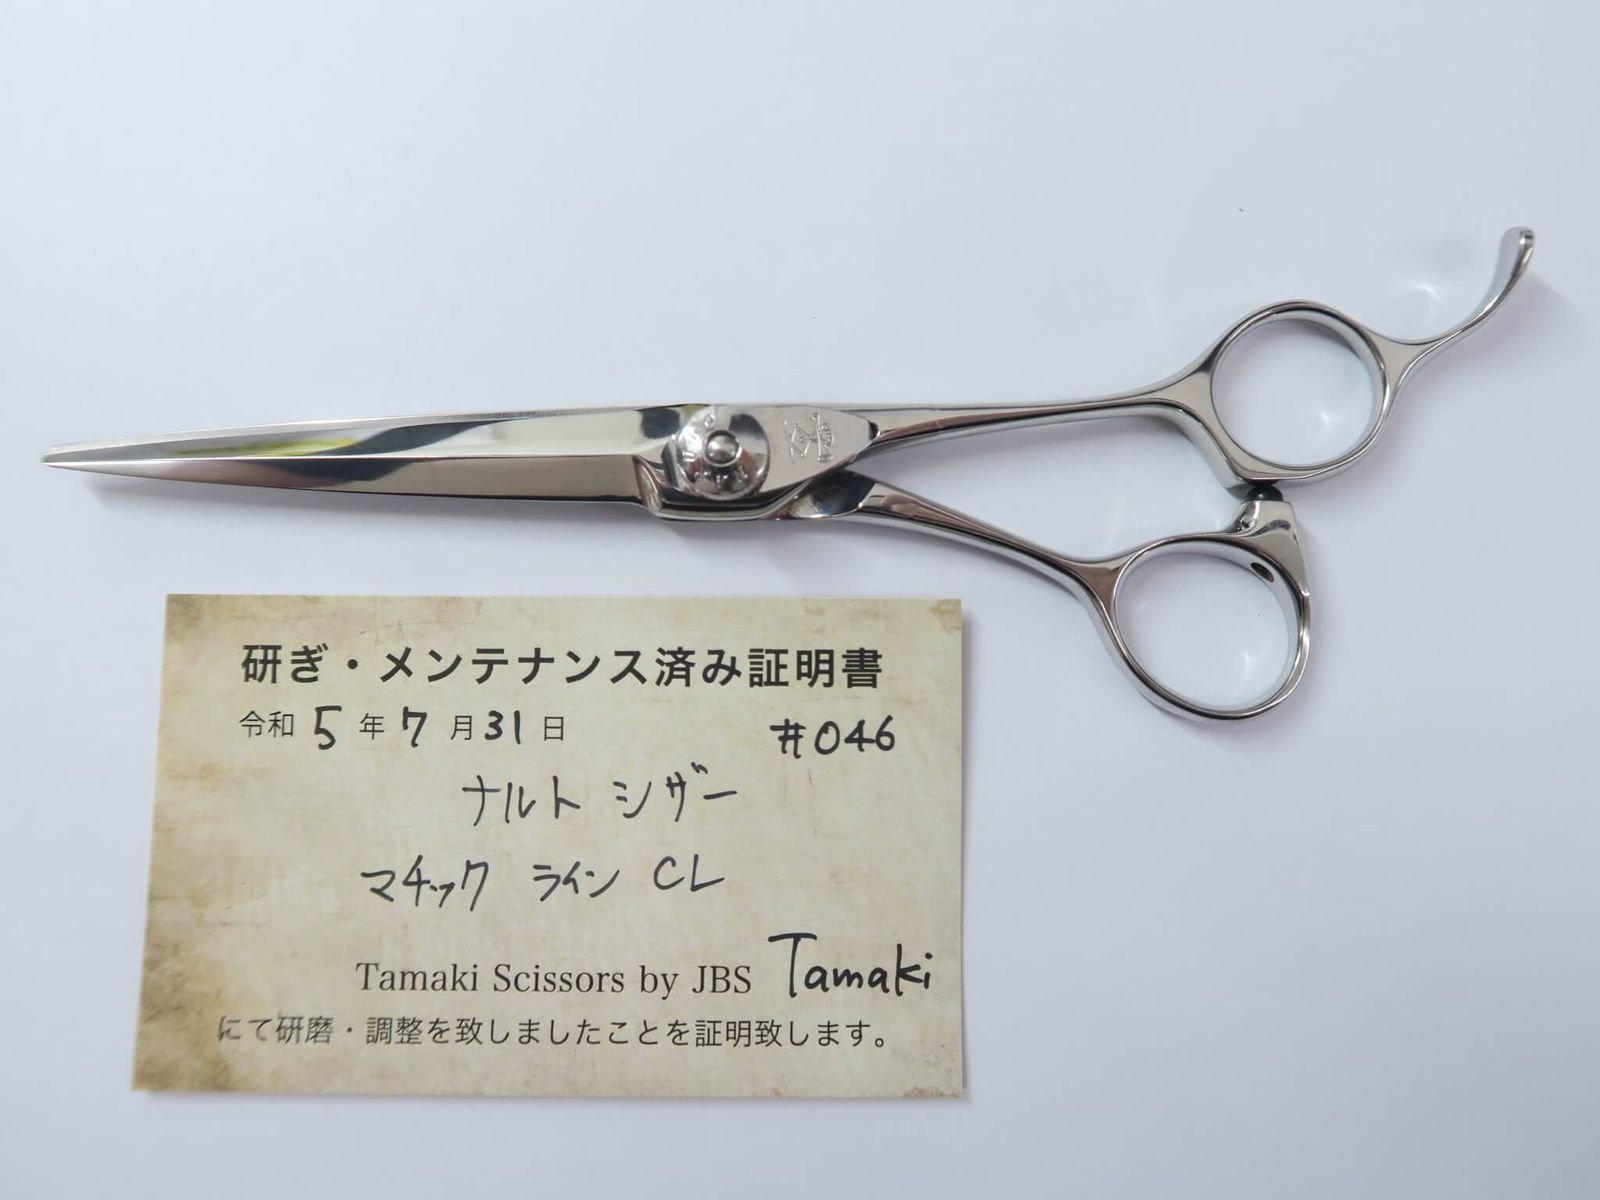 研ぎ・メンテナンス済み証明書
令和 5 年 7 月 31 日 #046
ナルト シザー
マチック ライン CL
Tamaki Scissors by JBS Tamaki
にて研磨・調整を致しましたことを証明致します。